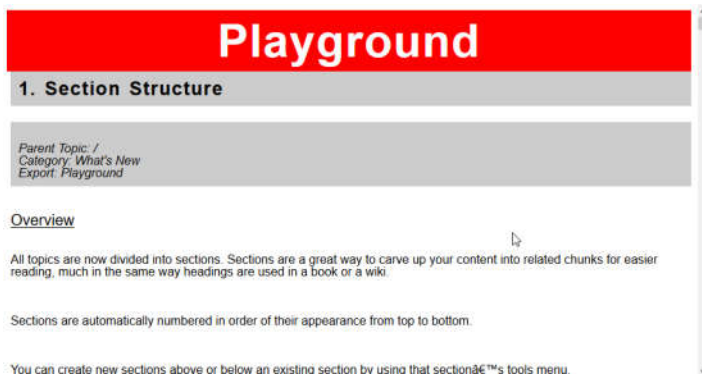 Playground
1. Section Structure
Parent Topic: /
Category: What's New
Export: Playground
Overview
All topics are now divided into sections. Sections are a great way to carve up your content into related chunks for easier
reading, much in the same way headings are used in a book or a wiki.
Sections are automatically numbered in order of their appearance from top to bottom.
You can create new sections above or below an existing section by using that sectionâ€™s tools menu.